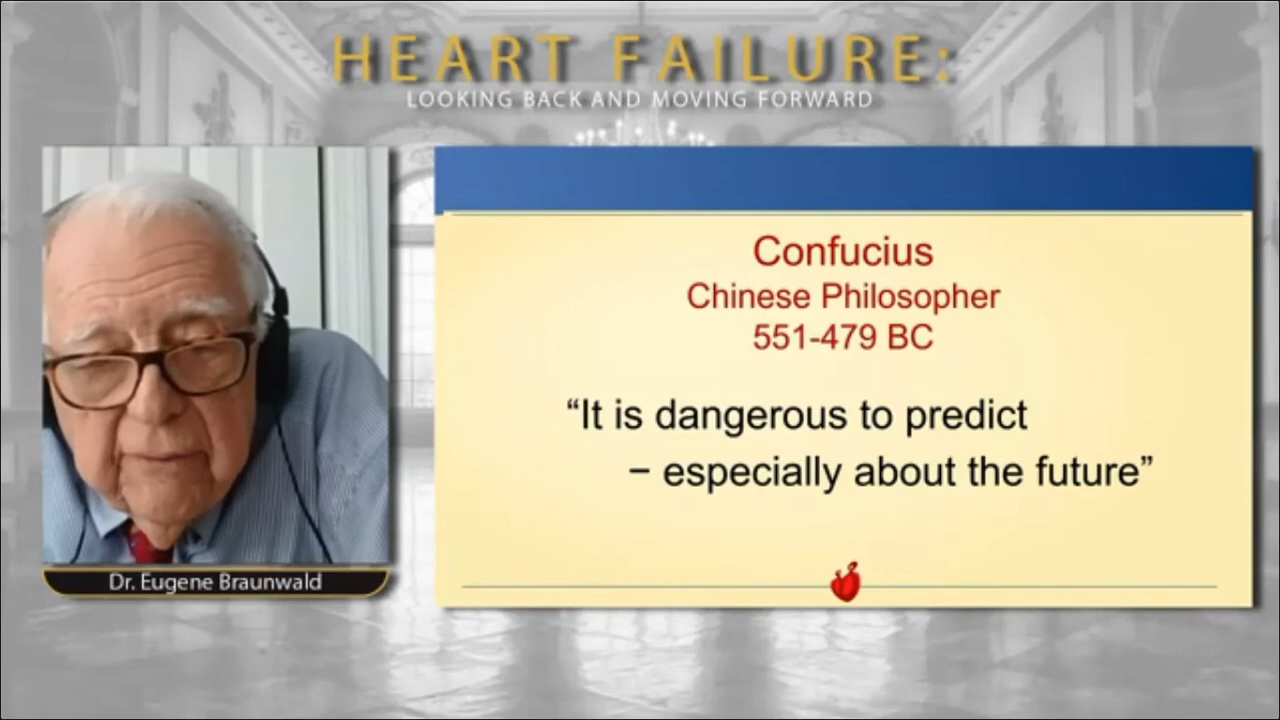 HEART FAILURE:
LOOKING BACK AND MOVING FORWARD
Confucius
Chinese Philosopher
551-479 BC
“It is dangerous to predict
− especially about the future”
Dr. Eugene Braunwald